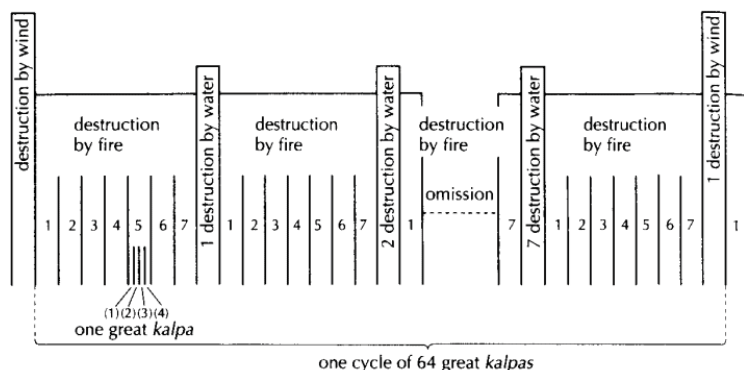 destruction by wind
destruction
by fire
1 destruction by water
destruction
by fire
2 destruction by water
destruction
by fire
omission
7 destruction by water
destruction
by fire
1 destruction by wind
1 2 3 4 5 6 7
1 2 3 4 5 6 7
1
7
1 2 3 4 5 6 7
1
(1)(2)(3)(4)
one great kalpa
one cycle of 64 great kalpas